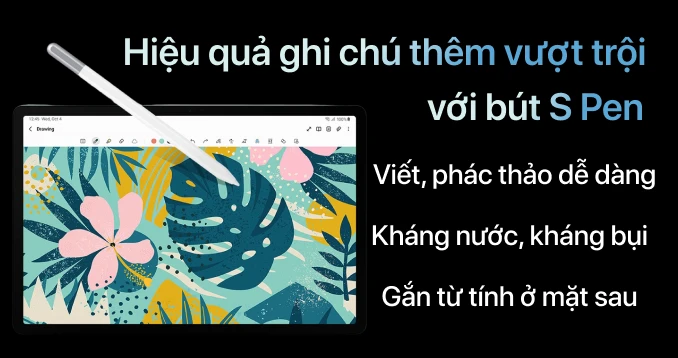 Hiệu quả ghi chú thêm vượt trội
với bút S Pen
12:45 Wed, Oct 4
100%
Drawing
Viết, phác thảo dễ dàng
Kháng nước, kháng bụi
Gắn từ tính ở mặt sau